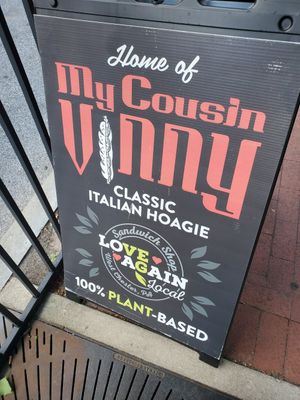 Home of
My Cousin
VINNY
CLASSIC
ITALIAN HOAGIE
Sandwich Shop
LOVE
AGAIN
Local
West Chester, PA
100% PLANT-BASED